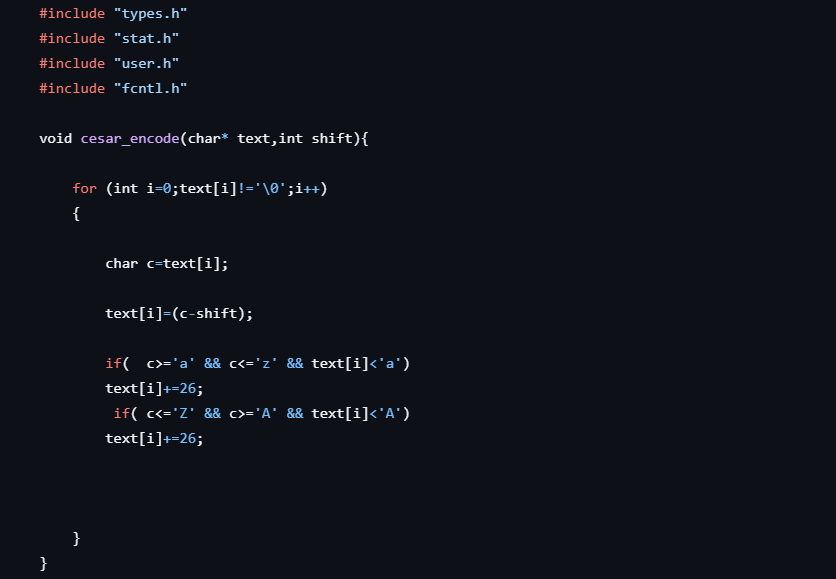 #include "types.h"
#include "stat.h"
#include "user.h"
#include "fcntl.h"
void cesar_encode(char* text,int shift){
for (int i=0;text[i]!='\0';i++)
{
char c=text[i];
text[i]=(c-shift);
if(  c>='a' && c<='z' && text[i]<'a')
text[i]+=26;
if( c<='Z' && c>='A' && text[i]<'A')
text[i]+=26;
}
}